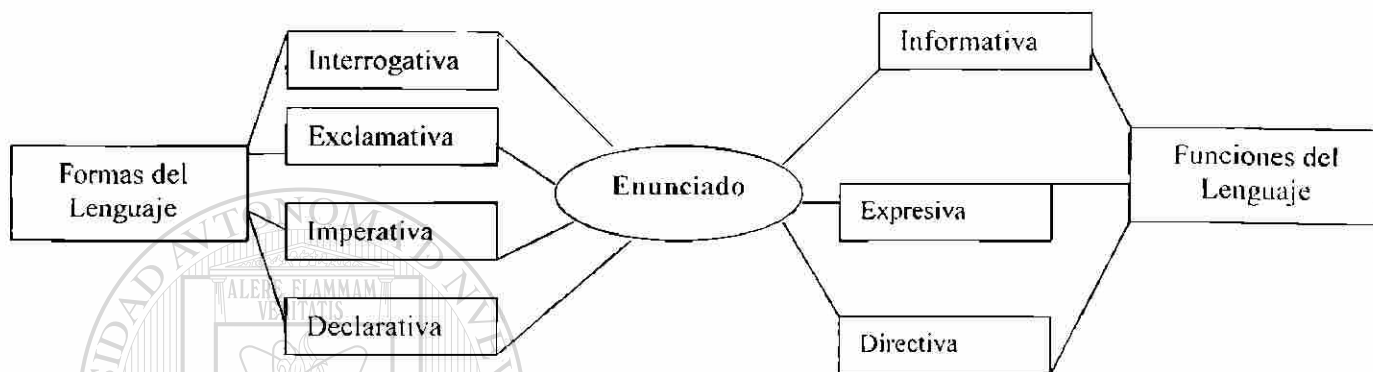 Interrogativa
Exclamativa
Imperativa
Declarativa
Formas del
Lenguaje
Enunciado
Informativa
Expresiva
Directiva
Funciones del
Lenguaje
ALERE FLAMMAM
VERITATIS